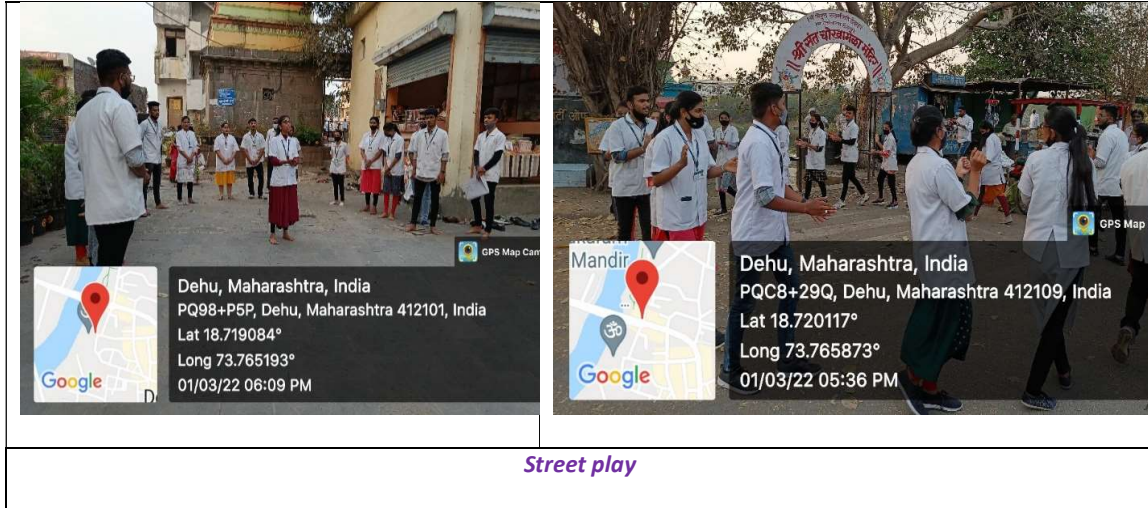 GPS Map Cam
Dehu, Maharashtra, India
PQ98+P5P, Dehu, Maharashtra 412101, India
Lat 18.719084°
Long 73.765193°
01/03/22 06:09 PM
Google
॥ श्री संत चोखामेळा मंदिर ॥
GPS Map
Mandir
Dehu, Maharashtra, India
PQC8+29Q, Dehu, Maharashtra 412109, India
Lat 18.720117°
Long 73.765873°
01/03/22 05:36 PM
Google
Street play